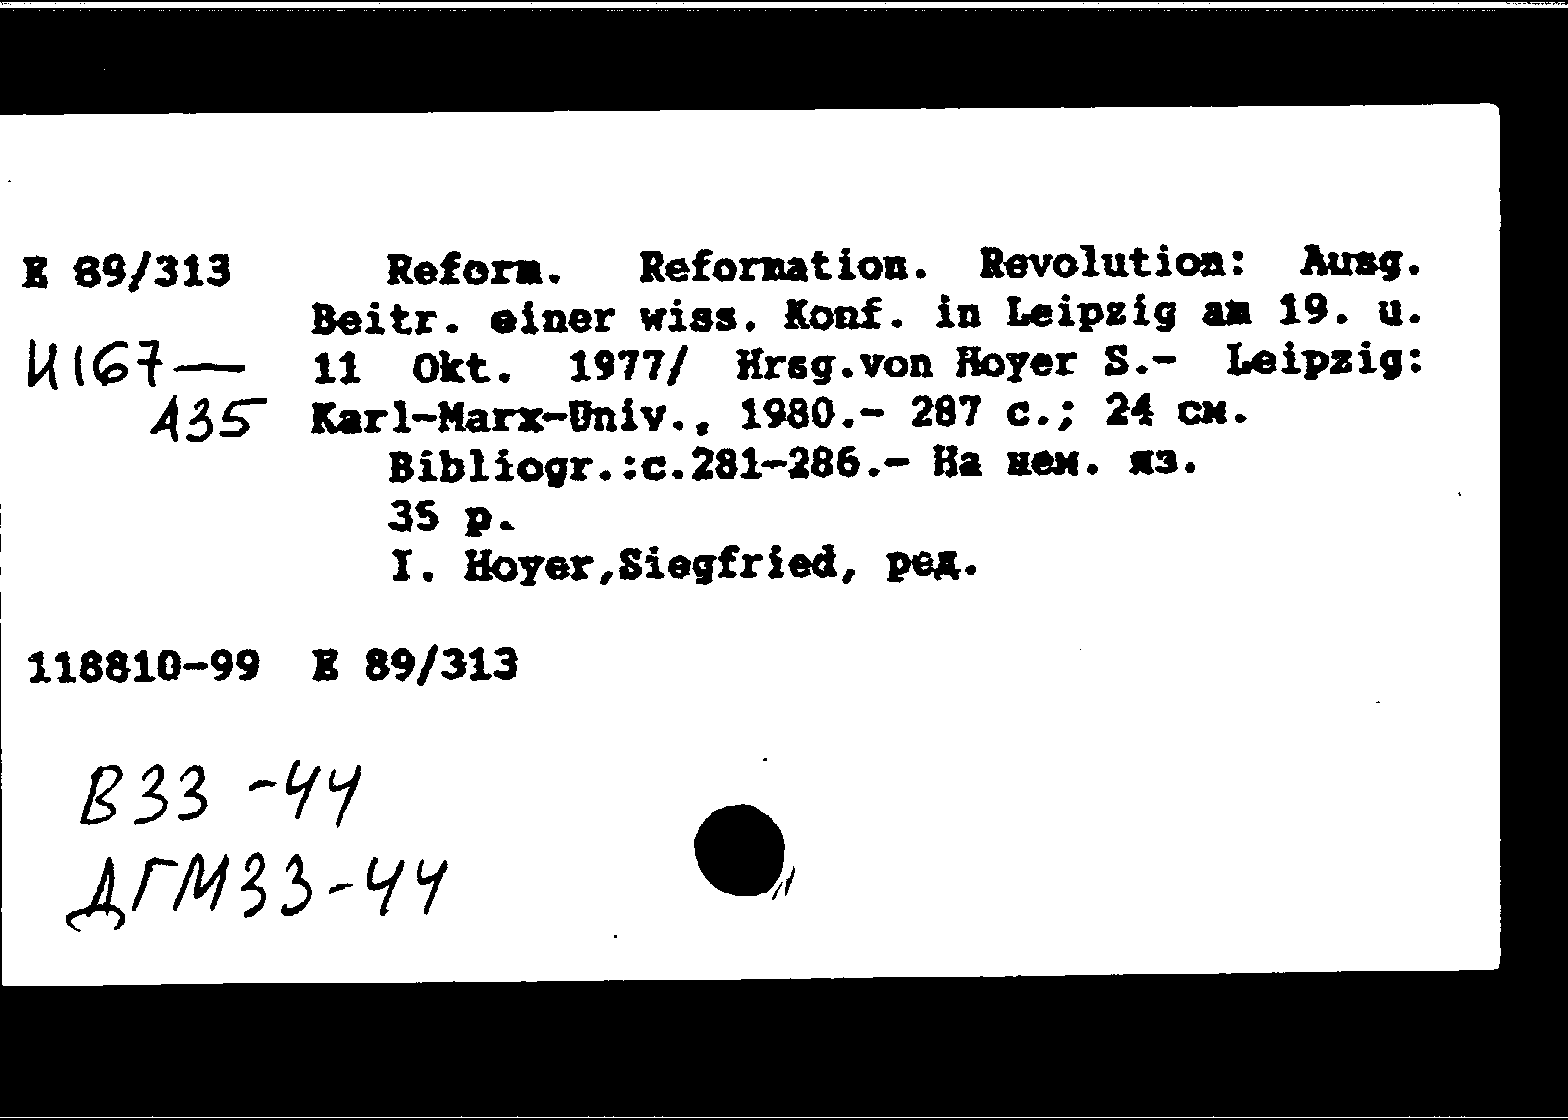 E 89/313 Reform. Reformation. Revolution: Ausg.
Beitr. einer wiss. Konf. in Leipzig am 19. u.
И167— 11 Okt. 1977/ Hrsg.von Hoyer S.- Leipzig:
А35 Karl-Marx-Univ., 1980.- 287 с.; 24 см.
Bibliogr.:с.281-286.- На нем. яз.
35 р.
I. Hoyer,Siegfried, ред.
118810-99 E 89/313
В33-44
ДГМ33-44